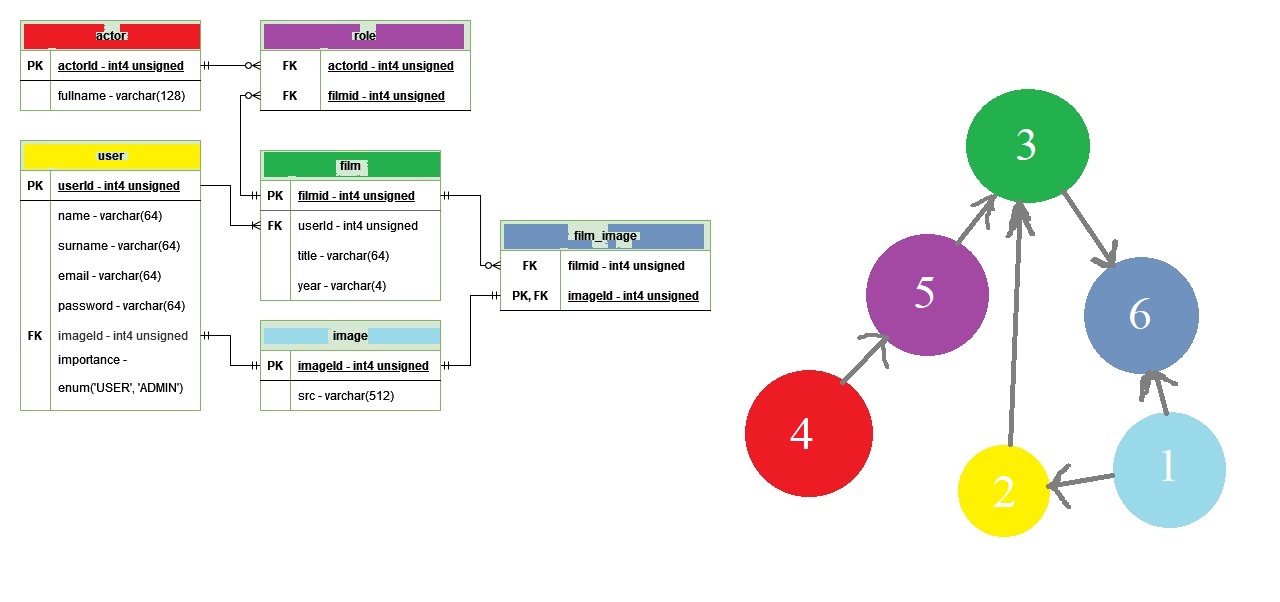 actor
PK actorId - int4 unsigned
fullname - varchar(128)
role
FK actorId - int4 unsigned
FK filmid - int4 unsigned
user
PK userId - int4 unsigned
name - varchar(64)
surname - varchar(64)
email - varchar(64)
password - varchar(64)
FK imageId - int4 unsigned
importance -
enum('USER', 'ADMIN')
film
PK filmid - int4 unsigned
FK userId - int4 unsigned
title - varchar(64)
year - varchar(4)
image
PK imageId - int4 unsigned
src - varchar(512)
film_image
FK filmid - int4 unsigned
PK, FK imageId - int4 unsigned
3
5
6
4
2
1